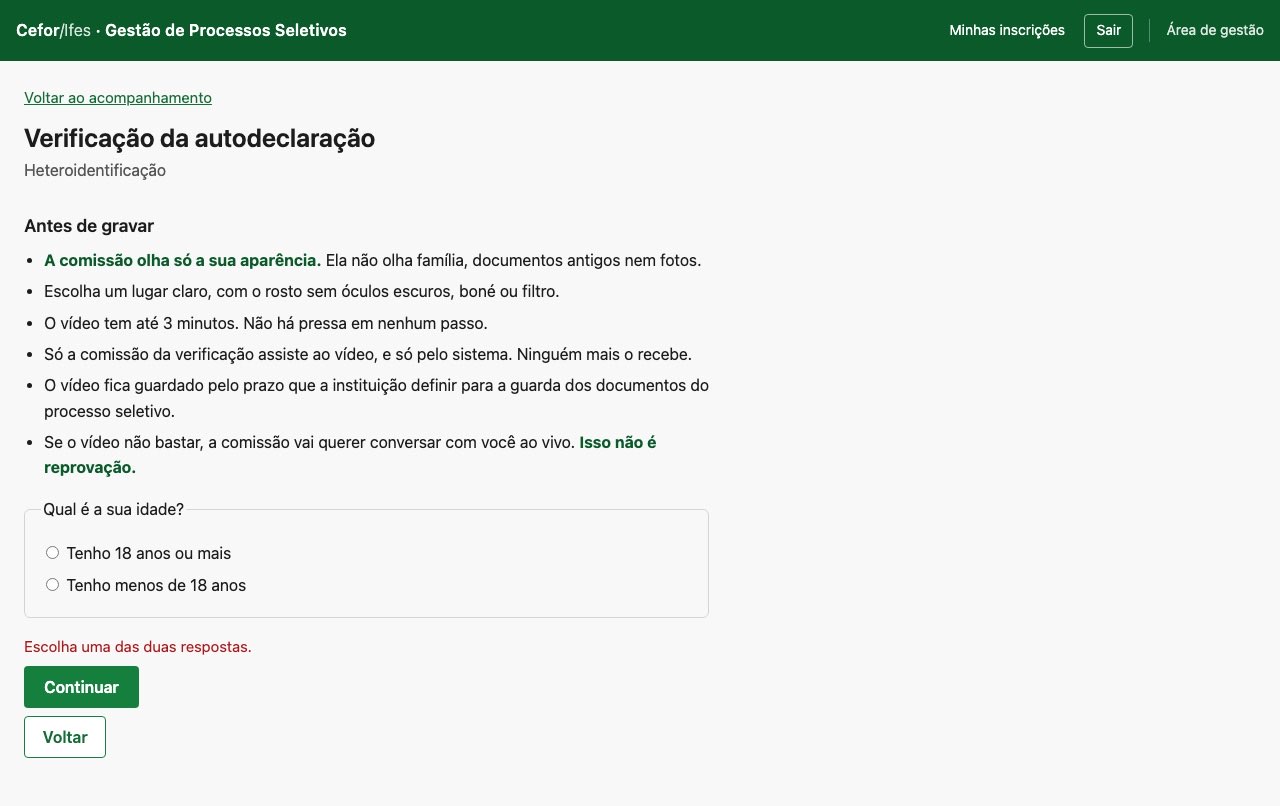 Cefor/Ifes · Gestão de Processos Seletivos
Minhas inscrições
Sair
Área de gestão
Voltar ao acompanhamento
Verificação da autodeclaração
Heteroidentificação
Antes de gravar
• A comissão olha só a sua aparência. Ela não olha família, documentos antigos nem fotos.
• Escolha um lugar claro, com o rosto sem óculos escuros, boné ou filtro.
• O vídeo tem até 3 minutos. Não há pressa em nenhum passo.
• Só a comissão da verificação assiste ao vídeo, e só pelo sistema. Ninguém mais o recebe.
• O vídeo fica guardado pelo prazo que a instituição definir para a guarda dos documentos do
processo seletivo.
• Se o vídeo não bastar, a comissão vai querer conversar com você ao vivo. Isso não é
reprovação.
Qual é a sua idade?
Tenho 18 anos ou mais
Tenho menos de 18 anos
Escolha uma das duas respostas.
Continuar
Voltar